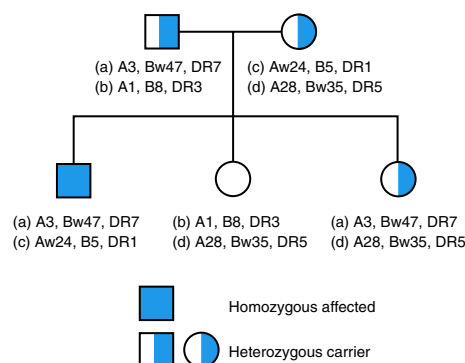 (a) A3, Bw47, DR7
(b) A1, B8, DR3
(c) Aw24, B5, DR1
(d) A28, Bw35, DR5
(a) A3, Bw47, DR7
(c) Aw24, B5, DR1
(b) A1, B8, DR3
(d) A28, Bw35, DR5
(a) A3, Bw47, DR7
(d) A28, Bw35, DR5
Homozygous affected
Heterozygous carrier